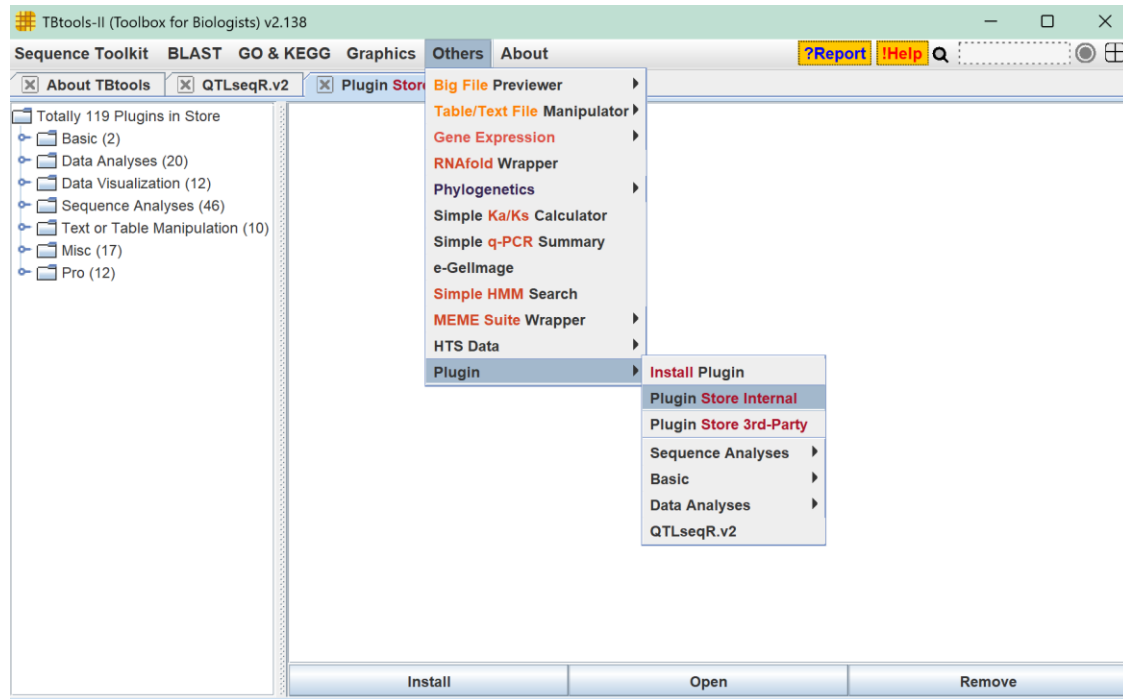 TBtools-II (Toolbox for Biologists) v2.138
Sequence Toolkit BLAST GO & KEGG Graphics Others About ?Report !Help
About TBtools QTLseqR.v2 Plugin Store
Totally 119 Plugins in Store
Basic (2)
Data Analyses (20)
Data Visualization (12)
Sequence Analyses (46)
Text or Table Manipulation (10)
Misc (17)
Pro (12)
Big File Previewer
Table/Text File Manipulator
Gene Expression
RNAfold Wrapper
Phylogenetics
Simple Ka/Ks Calculator
Simple q-PCR Summary
e-GelImage
Simple HMM Search
MEME Suite Wrapper
HTS Data
Plugin
Install Plugin
Plugin Store Internal
Plugin Store 3rd-Party
Sequence Analyses
Basic
Data Analyses
QTLseqR.v2
Install Open Remove